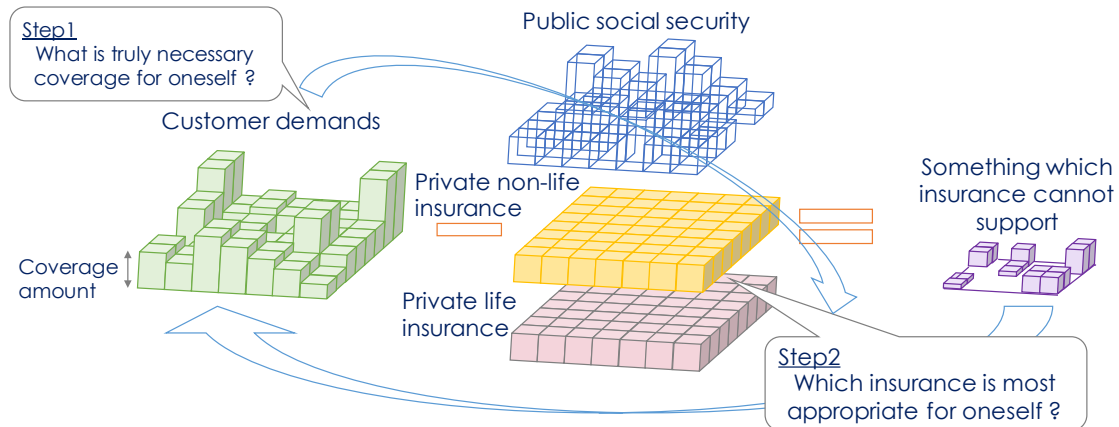 Step1
What is truly necessary
coverage for oneself ?
Public social security
Customer demands
Private non-life
insurance
Something which
insurance cannot
support
Coverage
amount
Private life
insurance
Step2
Which insurance is most
appropriate for oneself ?